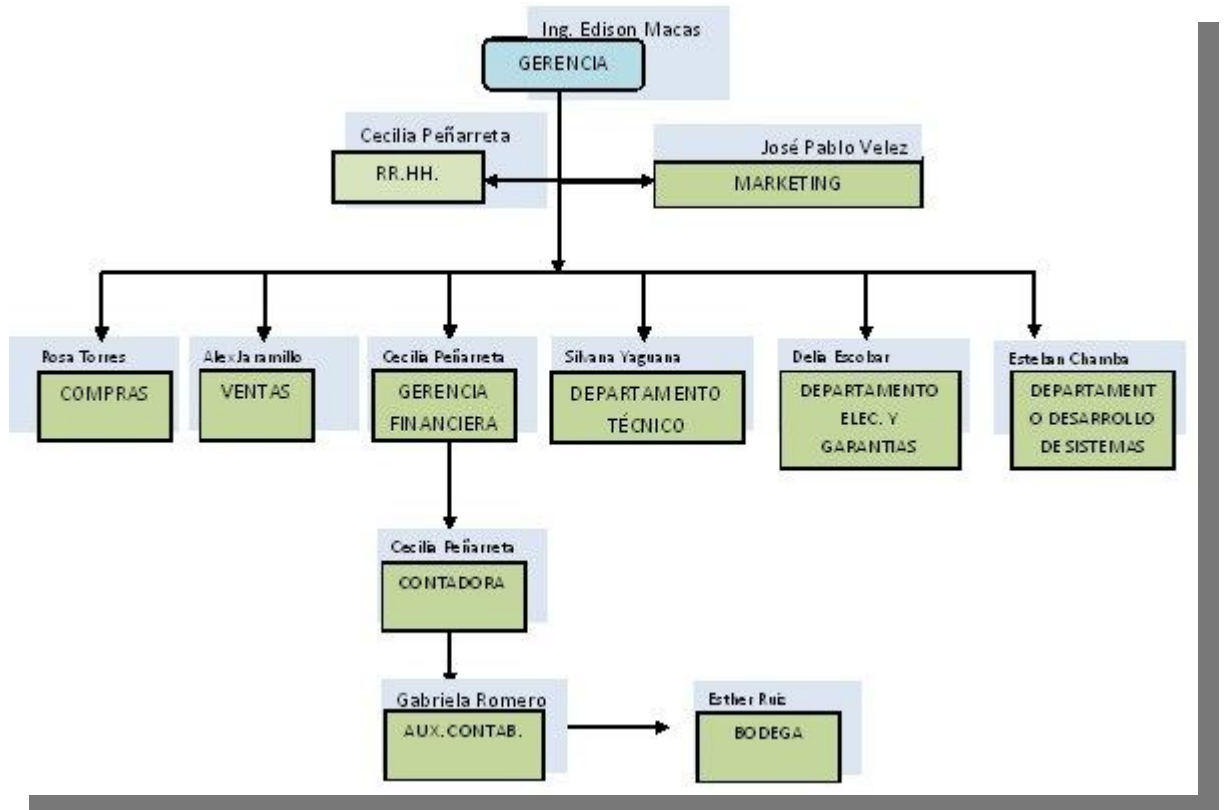 Ing. Edison Macas
GERENCIA
Cecilia Peñarreta
RR.HH.
José Pablo Velez
MARKETING
Rosa Torres
COMPRAS
Alex Jaramillo
VENTAS
Cecilia Peñarreta
GERENCIA
FINANCIERA
Silvana Yaguana
DEPARTAMENTO
TÉCNICO
Delia Escobar
DEPARTAMENTO
ELEC. Y
GARANTIAS
Esteban Chamba
DEPARTAMENT
O DESARROLLO
DE SISTEMAS
Cecilia Peñarreta
CONTADORA
Gabriela Romero
AUX.CONTAB.
Esther Ruiz
BODEGA